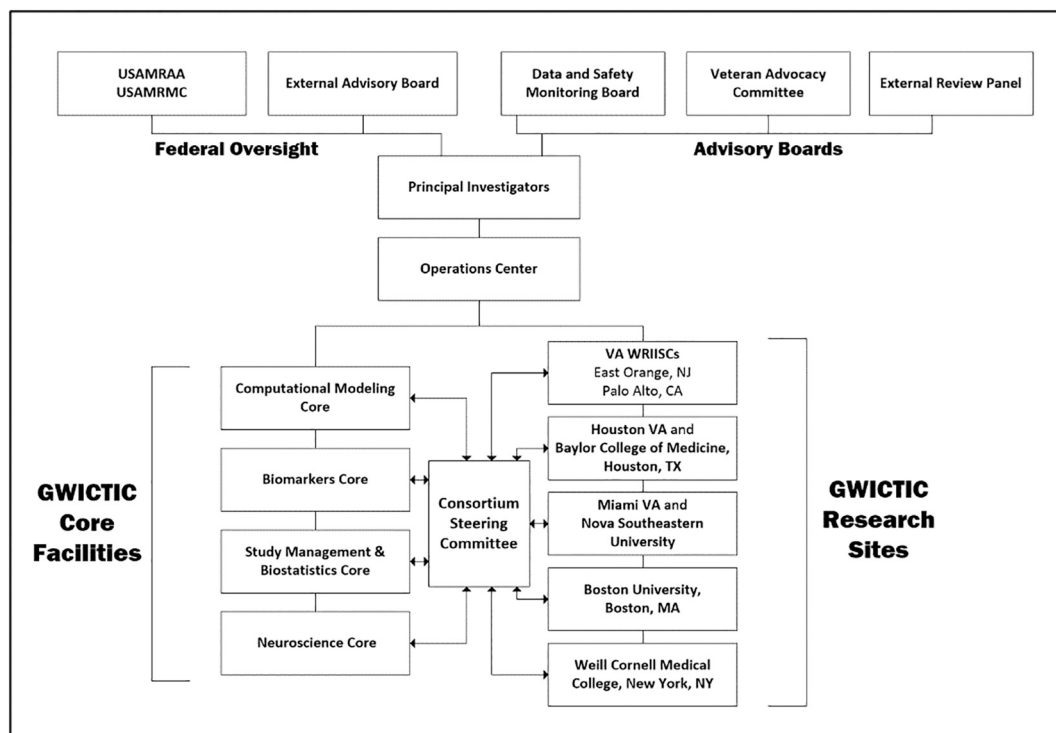 USAMRAA
USAMRMC
External Advisory Board
Data and Safety
Monitoring Board
Veteran Advocacy
Committee
External Review Panel
Federal Oversight
Advisory Boards
Principal Investigators
Operations Center
GWICTIC
Core
Facilities
Computational Modeling
Core
Biomarkers Core
Study Management &
Biostatistics Core
Neuroscience Core
Consortium
Steering
Committee
VA WRIISCs
East Orange, NJ
Palo Alto, CA
Houston VA and
Baylor College of Medicine,
Houston, TX
Miami VA and
Nova Southeastern
University
Boston University,
Boston, MA
Weill Cornell Medical
College, New York, NY
GWICTIC
Research
Sites